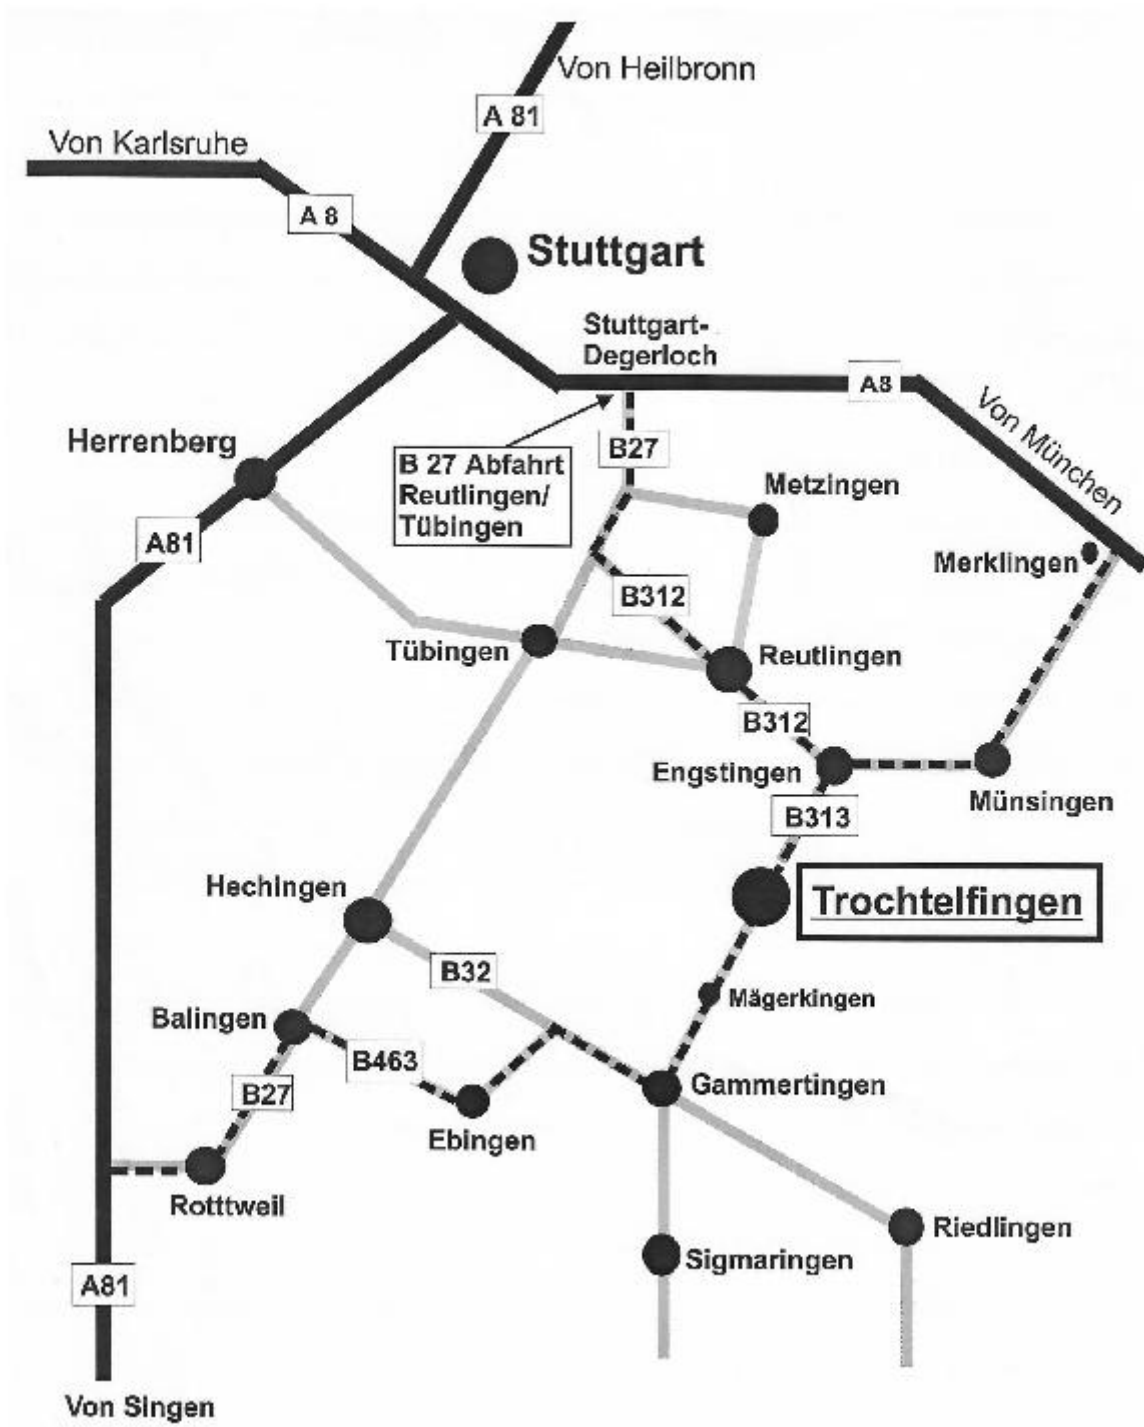 Von Heilbronn
A 81
Von Karlsruhe
A 8
Stuttgart
Stuttgart-
Degerloch
A8
Von München
Herrenberg
B 27 Abfahrt
Reutlingen/
Tübingen
B27
Metzingen
A81
Merklingen
B312
Tübingen
Reutlingen
B312
Engstingen
Münsingen
B313
Hechingen
Trochtelfingen
B32
Mägerkingen
Balingen
B463
B27
Gammertingen
Ebingen
Rotttweil
Riedlingen
Sigmaringen
A81
Von Singen